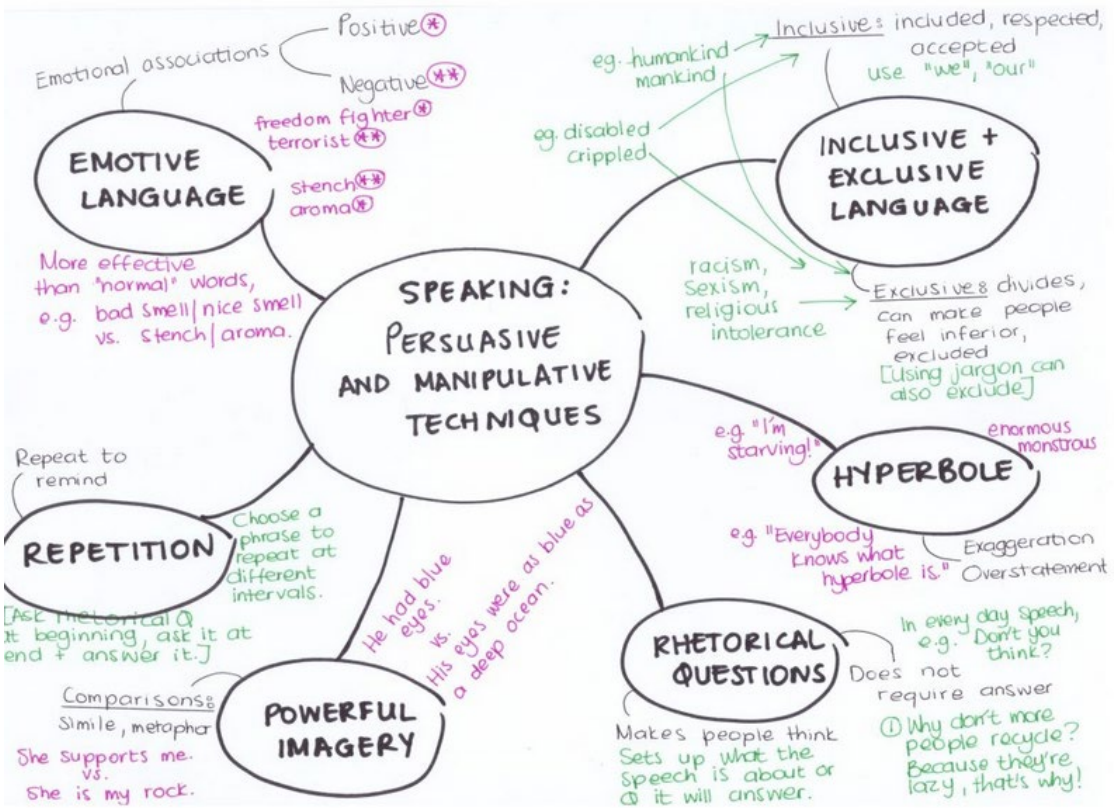 SPEAKING:
PERSUASIVE
AND MANIPULATIVE
TECHNIQUES
EMOTIVE
LANGUAGE
Emotional associations
Positive *
Negative **
freedom fighter *
terrorist **
stench **
aroma *
More effective
than "normal" words,
e.g. bad smell/nice smell
vs. stench/aroma.
INCLUSIVE +
EXCLUSIVE
LANGUAGE
Inclusive: included, respected,
accepted
use "we", "our"
eg. humankind
mankind
eg. disabled
crippled
racism,
sexism,
religious
intolerance
Exclusive: divides,
can make people
feel inferior,
excluded
[Using jargon can
also exclude]
HYPERBOLE
e.g. "I'm
starving!"
enormous
monstrous
e.g. "Everybody
knows what
hyperbole is."
Exaggeration
Overstatement
RHETORICAL
QUESTIONS
In every day speech,
e.g. Don't you
think?
Does not
require answer
① Why don't more
people recycle?
Because they're
lazy, that's why!
Makes people think
Sets up what the
speech is about or
Q it will answer.
POWERFUL
IMAGERY
He had blue
eyes.
vs.
His eyes were as blue as
a deep ocean.
Comparisons:
Simile, metaphor
She supports me.
vs.
She is my rock.
REPETITION
Repeat to
remind
Choose a
phrase to
repeat at
different
intervals.
[Ask rhetorical Q
at beginning, ask it at
end + answer it.]